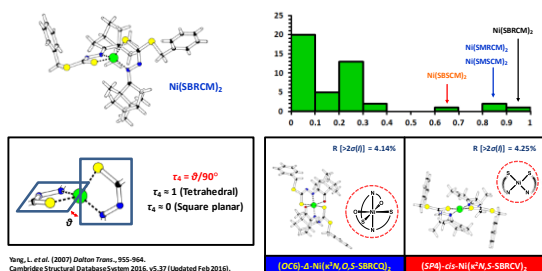 Ni(SBRCM)₂
25
20
15
10
5
0
0 0.1 0.2 0.3 0.4 0.5 0.6 0.7 0.8 0.9 1
Ni(SBRCM)₂
Ni(SMRCM)₂
Ni(SMSCM)₂
Ni(SBSCM)₂
τ₄ = ϑ/90°
τ₄ ≈ 1 (Tetrahedral)
τ₄ ≈ 0 (Square planar)
ϑ
R [>2σ(I)] = 4.14%
N
O
S
Ni
S
O
N
(OC6)-Δ-Ni(κ³N,O,S-SBRCQ)₂
R [>2σ(I)] = 4.25%
Ni
S N N S
(SP4)-cis-Ni(κ²N,S-SBRCV)₂
Yang, L. et al. (2007) Dalton Trans., 955-964.
Cambridge Structural Database System 2016, v5.37 (Updated Feb 2016).